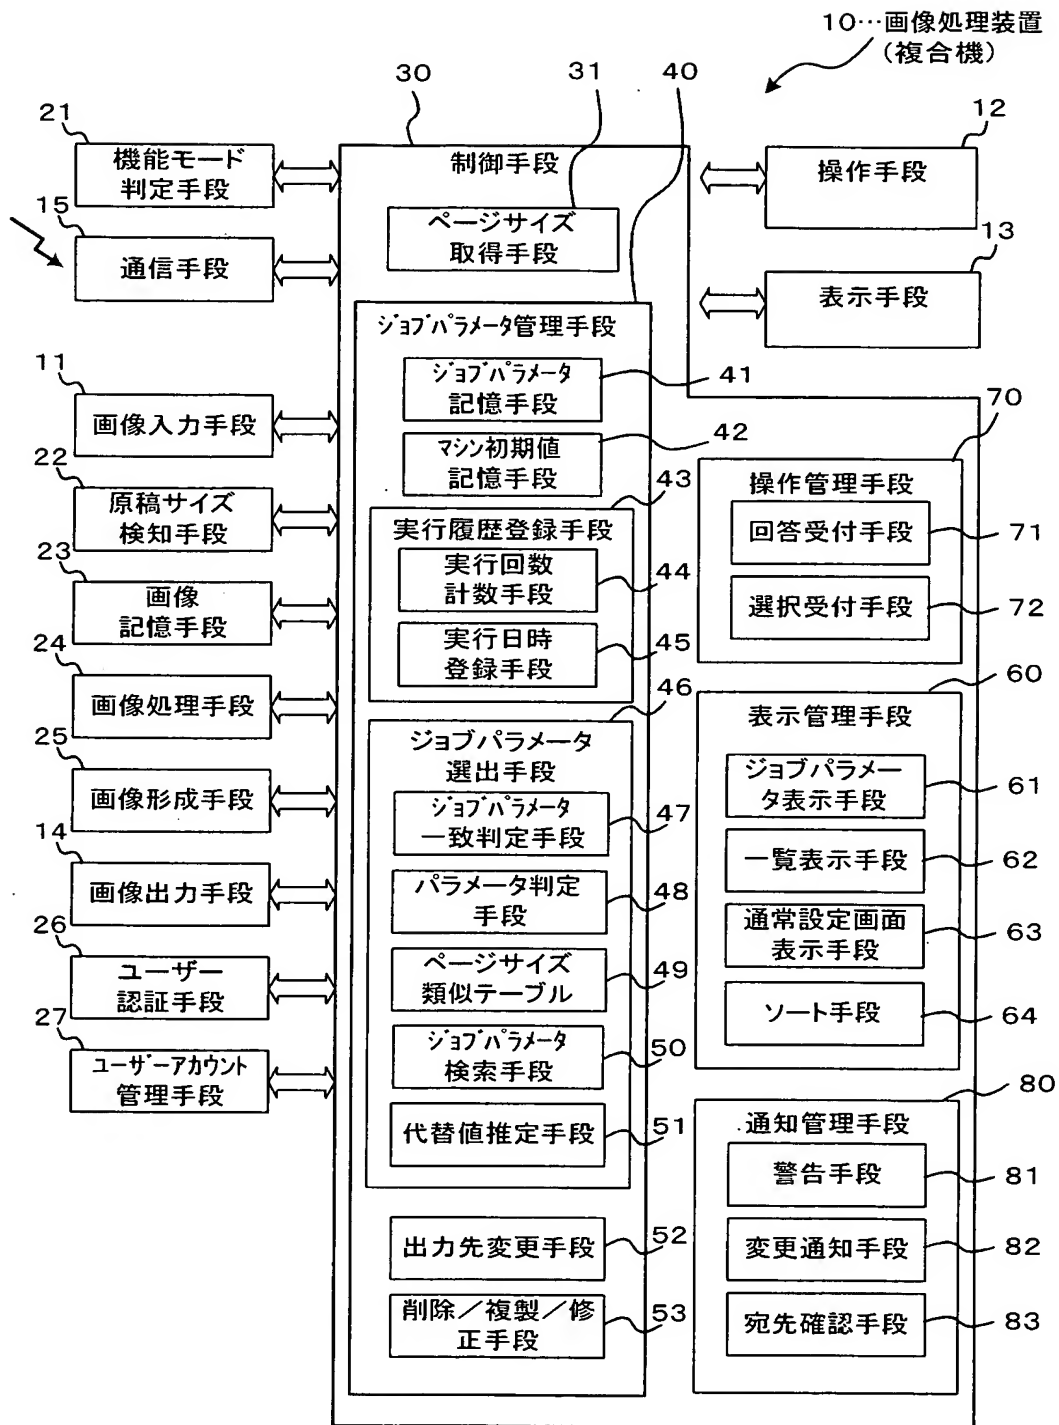 10…画像処理装置
(複合機)
30
31
40
21
機能モード
判定手段
制御手段
12
操作手段
ページサイズ
取得手段
15
通信手段
13
表示手段
ジョブパラメータ管理手段
ジョブパラメータ
記憶手段
41
11
画像入力手段
マシン初期値
記憶手段
42
70
操作管理手段
22
原稿サイズ
検知手段
43
実行履歴登録手段
回答受付手段
71
実行回数
計数手段
44
選択受付手段
72
23
画像
記憶手段
実行日時
登録手段
45
24
画像処理手段
46
60
表示管理手段
ジョブパラメータ
選出手段
25
画像形成手段
ジョブパラメー
タ表示手段
61
ジョブパラメータ
一致判定手段
47
14
画像出力手段
一覧表示手段
62
パラメータ判定
手段
48
通常設定画面
表示手段
63
26
ユーザー
認証手段
ページサイズ
類似テーブル
49
ソート手段
64
27
ユーザーアカウント
管理手段
ジョブパラメータ
検索手段
50
80
代替値推定手段
51
通知管理手段
警告手段
81
出力先変更手段
52
変更通知手段
82
削除/複製/修
正手段
53
宛先確認手段
83